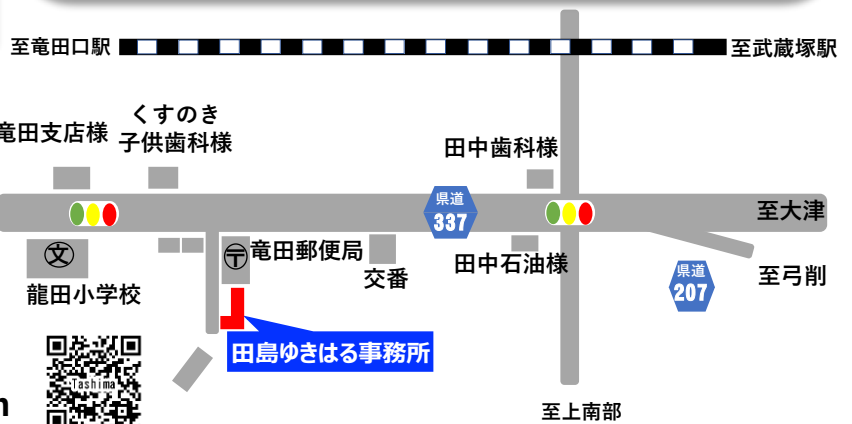 至竜田口駅
至武蔵塚駅
竜田支店様
くすのき
子供歯科様
田中歯科様
県道
337
至大津
文
龍田小学校
〒
竜田郵便局
交番
田中石油様
県道
207
至弓削
田島ゆきはる事務所
Tashima
m
至上南部